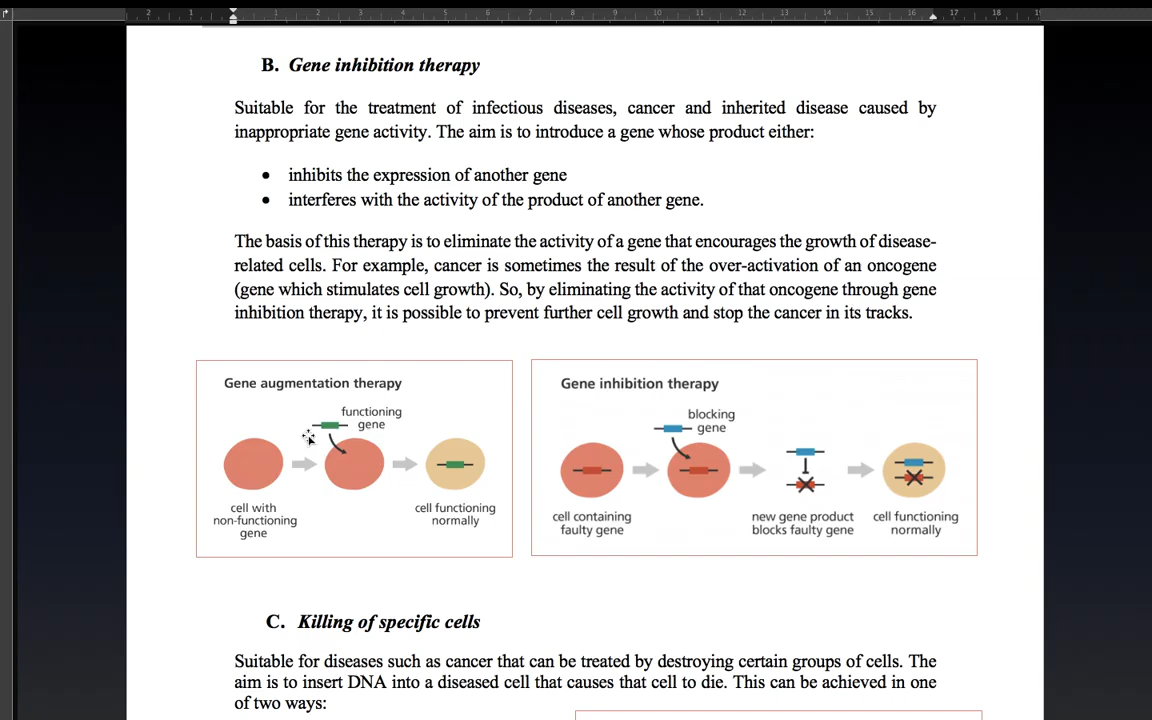 B. Gene inhibition therapy
Suitable for the treatment of infectious diseases, cancer and inherited disease caused by
inappropriate gene activity. The aim is to introduce a gene whose product either:
• inhibits the expression of another gene
• interferes with the activity of the product of another gene.
The basis of this therapy is to eliminate the activity of a gene that encourages the growth of disease-
related cells. For example, cancer is sometimes the result of the over-activation of an oncogene
(gene which stimulates cell growth). So, by eliminating the activity of that oncogene through gene
inhibition therapy, it is possible to prevent further cell growth and stop the cancer in its tracks.
Gene augmentation therapy
functioning
gene
cell with
non-functioning
gene
cell functioning
normally
Gene inhibition therapy
blocking
gene
cell containing
faulty gene
new gene product
blocks faulty gene
cell functioning
normally
C. Killing of specific cells
Suitable for diseases such as cancer that can be treated by destroying certain groups of cells. The
aim is to insert DNA into a diseased cell that causes that cell to die. This can be achieved in one
of two ways: